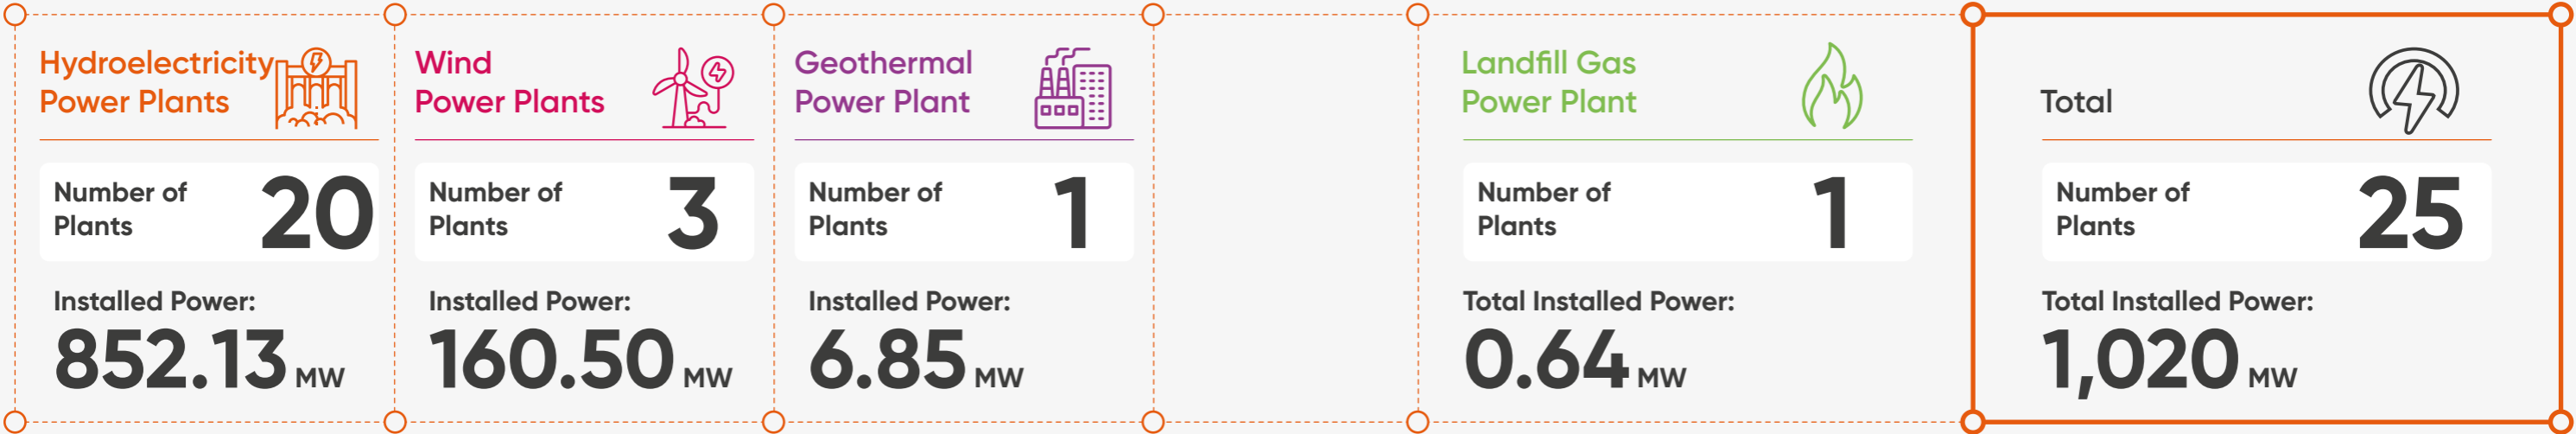 Hydroelectricity
Power Plants
Number of
Plants
20
Installed Power:
852.13 MW
Wind
Power Plants
Number of
Plants
3
Installed Power:
160.50 MW
Geothermal
Power Plant
Number of
Plants
1
Installed Power:
6.85 MW
Landfill Gas
Power Plant
Number of
Plants
1
Total Installed Power:
0.64 MW
Total
Number of
Plants
25
Total Installed Power:
1,020 MW